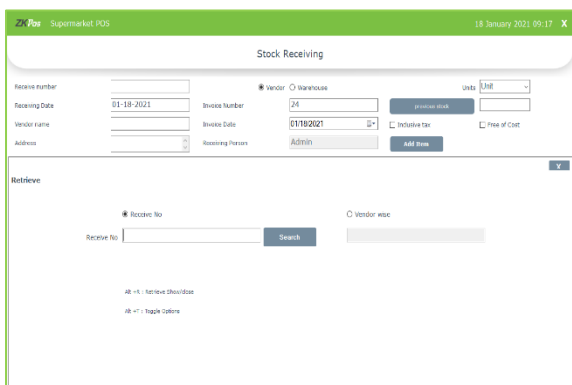 ZKPos Supermarket POS 18 January 2021 09:17 X
Stock Receiving
Receive number Vendor Warehouse Units Unit
Receiving Date 01-18-2021 Invoice Number 24 previous stock
Vendor name Invoice Date 01/18/2021 Inclusive tax Free of Cost
Address Receiving Person Admin Add Item
X
Retrieve
Receive No Vendor wise
Receive No Search
Alt +R : Retrieve Show/close
Alt +T : Toggle Options